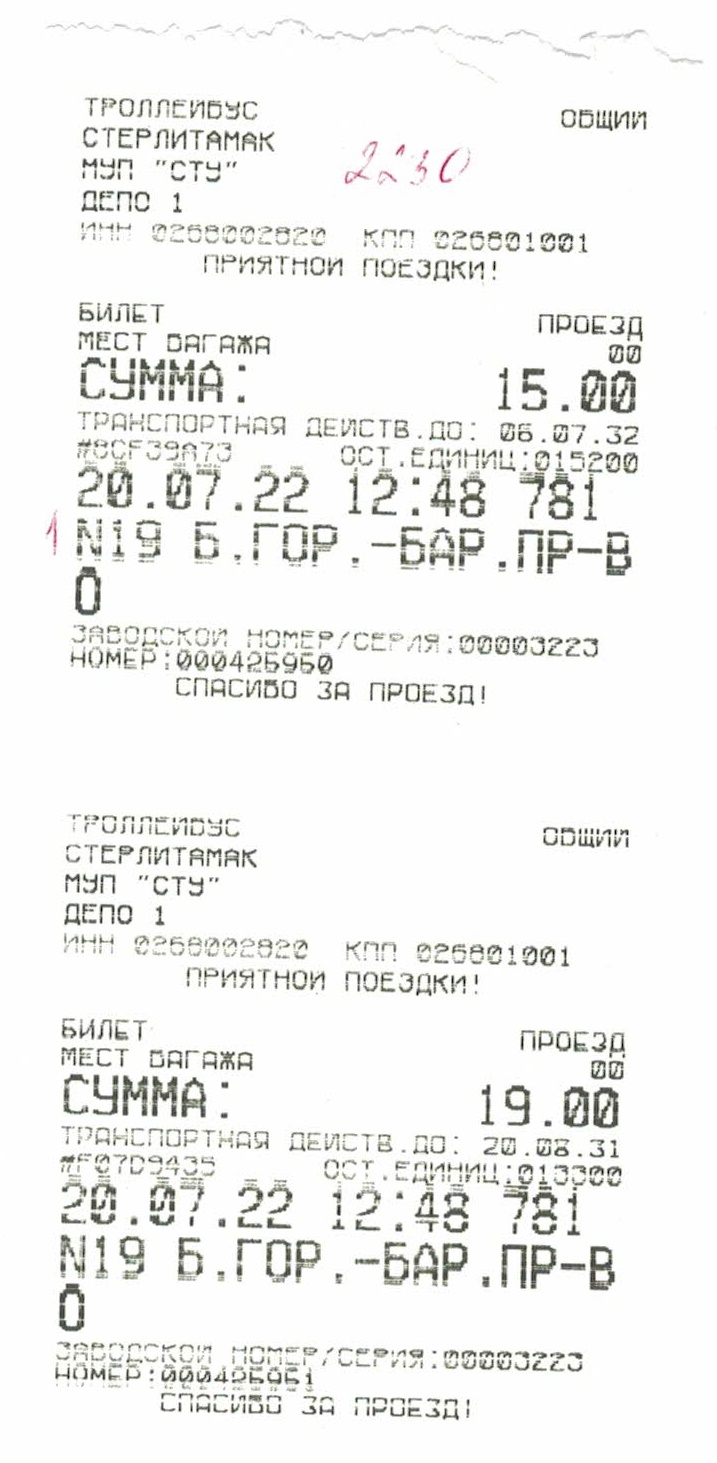 ТРОЛЛЕЙБУС ОБЩИЙ
СТЕРЛИТАМАК
2230
МУП "СТУ"
ДЕПО 1
ИНН 0268002820 КПП 026801001
ПРИЯТНОЙ ПОЕЗДКИ!
БИЛЕТ ПРОЕЗД
МЕСТ БАГАЖА 00
СУММА: 15.00
ТРАНСПОРТНАЯ ДЕЙСТВ.ДО: 06.07.32
#8CF39A73 ОСТ.ЕДИНИЦ:015200
20.07.22 12:48 781
1 N19 Б.ГОР.-БАР.ПР-В
0
ЗАВОДСКОЙ НОМЕР/СЕРИЯ:00003223
НОМЕР:000426960
СПАСИБО ЗА ПРОЕЗД!
ТРОЛЛЕЙБУС ОБЩИЙ
СТЕРЛИТАМАК
МУП "СТУ"
ДЕПО 1
ИНН 0268002820 КПП 026801001
ПРИЯТНОЙ ПОЕЗДКИ!
БИЛЕТ ПРОЕЗД
МЕСТ БАГАЖА 00
СУММА: 19.00
ТРАНСПОРТНАЯ ДЕЙСТВ.ДО: 20.08.31
#F07D9435 ОСТ.ЕДИНИЦ:013300
20.07.22 12:48 781
N19 Б.ГОР.-БАР.ПР-В
0
ЗАВОДСКОЙ НОМЕР/СЕРИЯ:00003223
НОМЕР:000426961
СПАСИБО ЗА ПРОЕЗД!